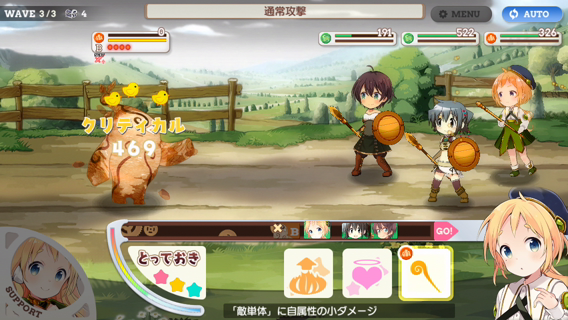 WAVE 3/3 4
通常攻撃
MENU
AUTO
0
B
191
522
326
クリティカル
469
B
GO!
とっておき
SUPPORT
「敵単体」に自属性の小ダメージ